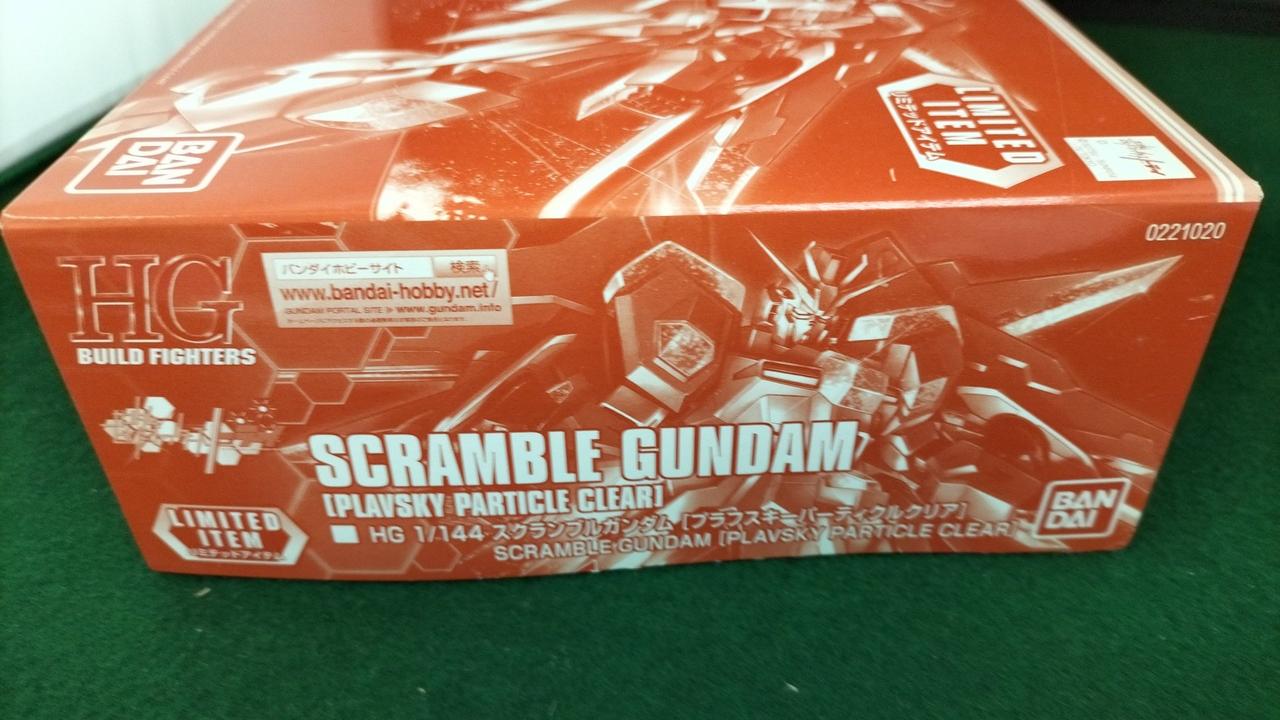 BAN
DAI
LIMITED
ITEM
リミテッドアイテム
0221020
HG
BUILD FIGHTERS
バンダイホビーサイト 検索
www.bandai-hobby.net/
GUNDAM PORTAL SITE ▷ www.gundam.info
SCRAMBLE GUNDAM
[PLAVSKY PARTICLE CLEAR]
HG 1/144 スクランブルガンダム [プラフスキーパーティクルクリア]
SCRAMBLE GUNDAM [PLAVSKY PARTICLE CLEAR]
LIMITED
ITEM
リミテッドアイテム
BAN
DAI